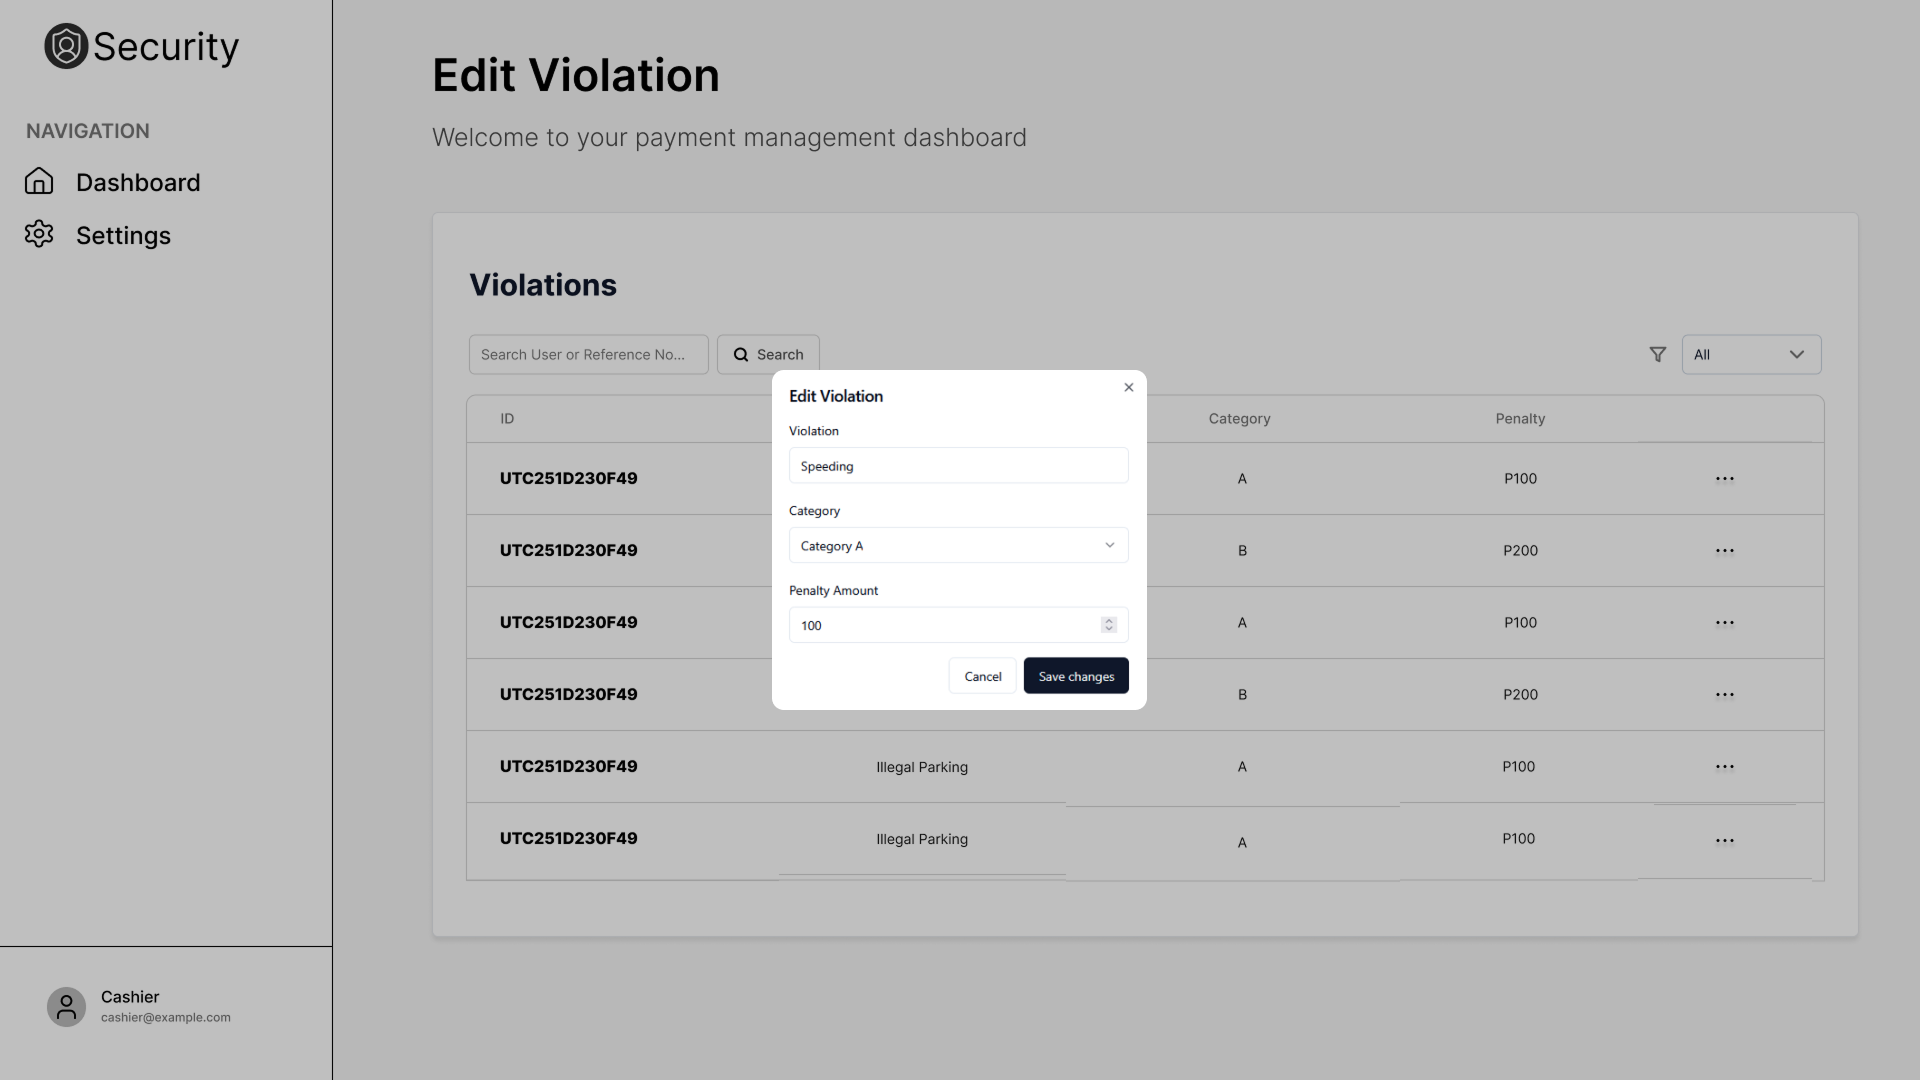 Security
NAVIGATION
Dashboard
Settings
Edit Violation
Welcome to your payment management dashboard
Violations
Search User or Reference No...
Search
All
ID
Category
Penalty
UTC251D230F49
A
P100
...
UTC251D230F49
B
P200
...
UTC251D230F49
A
P100
...
UTC251D230F49
B
P200
...
UTC251D230F49
Illegal Parking
A
P100
...
UTC251D230F49
Illegal Parking
A
P100
...
Edit Violation
Violation
Speeding
Category
Category A
Penalty Amount
100
Cancel
Save changes
Cashier
cashier@example.com